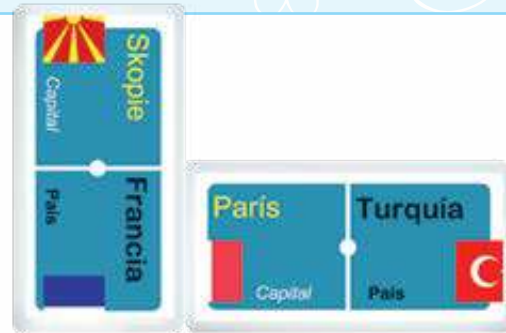 Skopie
Capital
Francia
País
París
Capital
Turquía
País